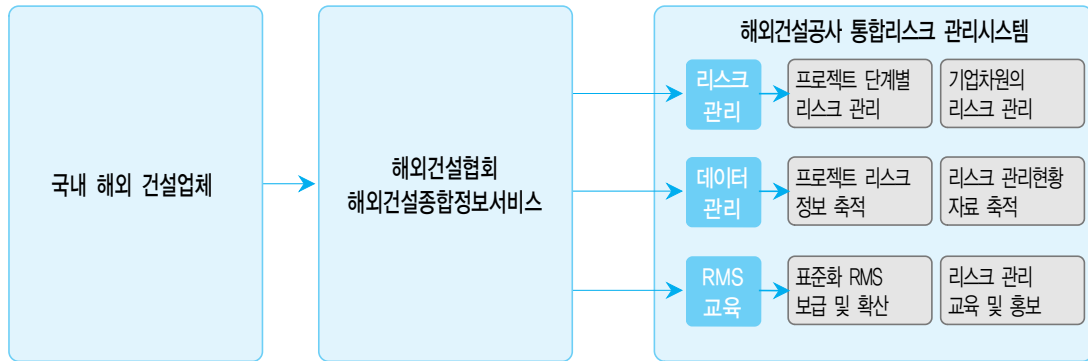 국내 해외 건설업체
해외건설협회
해외건설종합정보서비스
해외건설공사 통합리스크 관리시스템
리스크
관리
프로젝트 단계별
리스크 관리
기업차원의
리스크 관리
데이터
관리
프로젝트 리스크
정보 축적
리스크 관리현황
자료 축적
RMS
교육
표준화 RMS
보급 및 확산
리스크 관리
교육 및 홍보